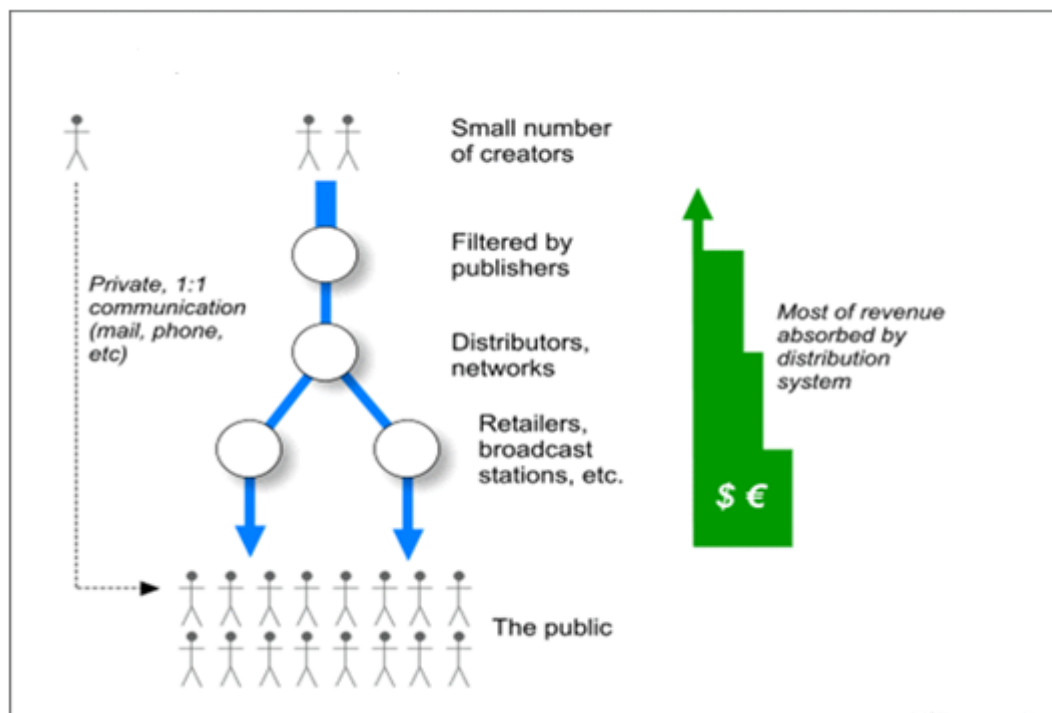 Small number
of creators
Filtered by
publishers
Private, 1:1
communication
(mail, phone,
etc)
Distributors,
networks
Most of revenue
absorbed by
distribution
system
Retailers,
broadcast
stations, etc.
$ €
The public